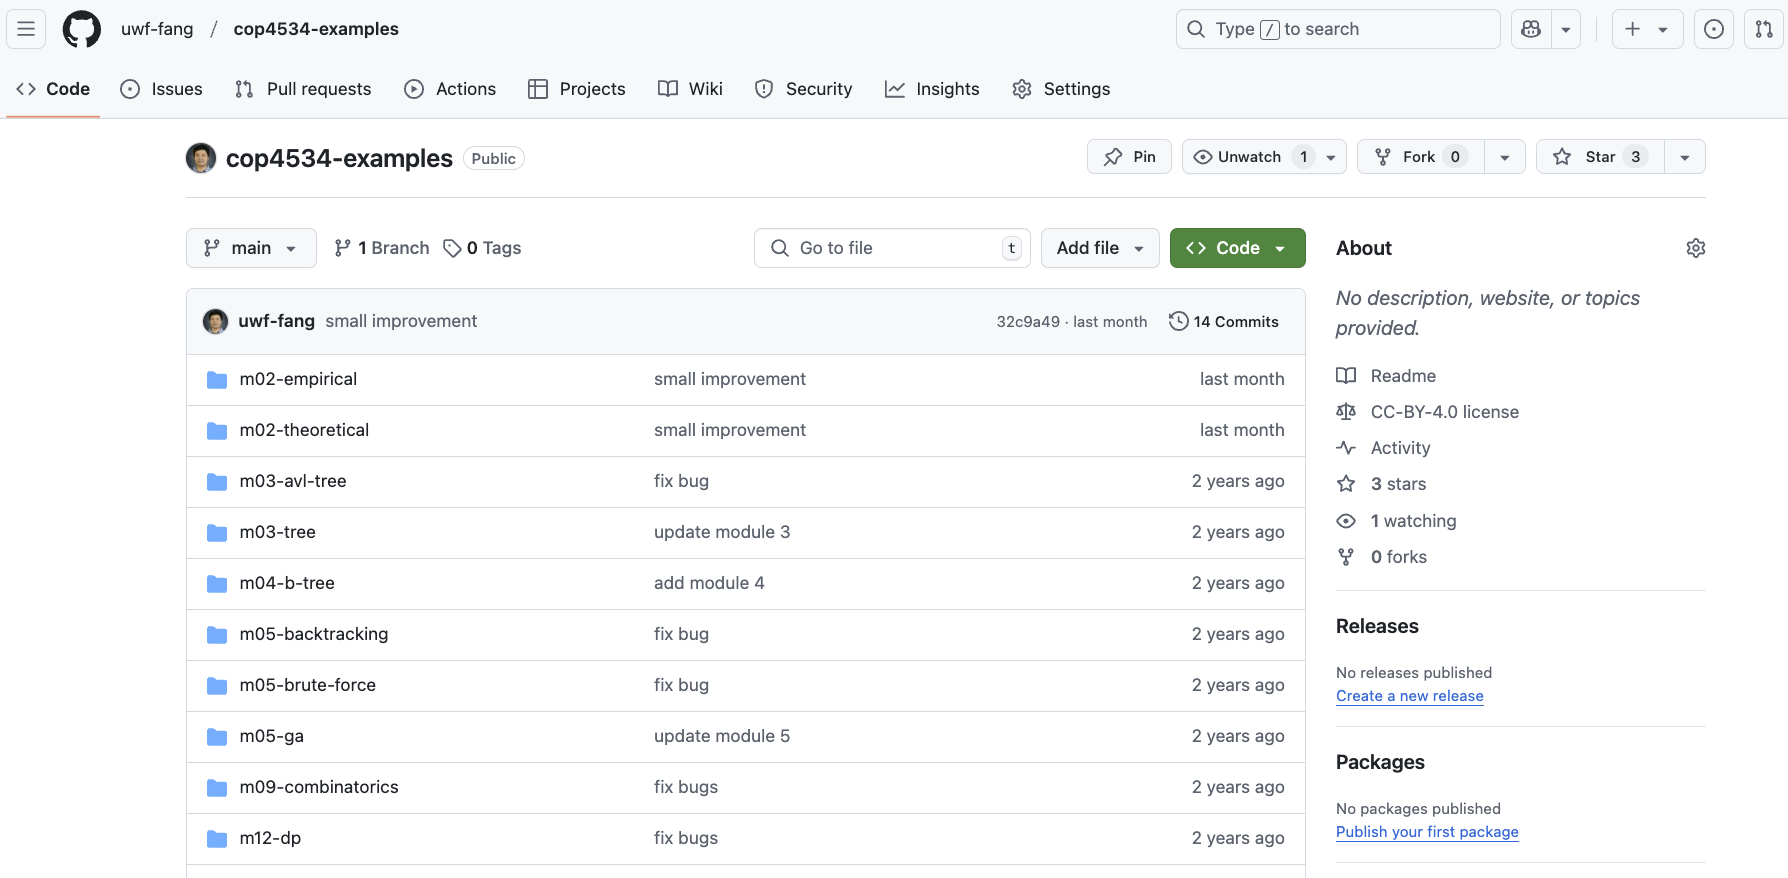 uwf-fang / cop4534-examples
Type / to search
Code Issues Pull requests Actions Projects Wiki Security Insights Settings
cop4534-examples Public
Pin Unwatch 1 Fork 0 Star 3
main 1 Branch 0 Tags
Go to file t
Add file
Code
uwf-fang small improvement 32c9a49 · last month 14 Commits
m02-empirical small improvement last month
m02-theoretical small improvement last month
m03-avl-tree fix bug 2 years ago
m03-tree update module 3 2 years ago
m04-b-tree add module 4 2 years ago
m05-backtracking fix bug 2 years ago
m05-brute-force fix bug 2 years ago
m05-ga update module 5 2 years ago
m09-combinatorics fix bugs 2 years ago
m12-dp fix bugs 2 years ago
About
No description, website, or topics
provided.
Readme
CC-BY-4.0 license
Activity
3 stars
1 watching
0 forks
Releases
No releases published
Create a new release
Packages
No packages published
Publish your first package